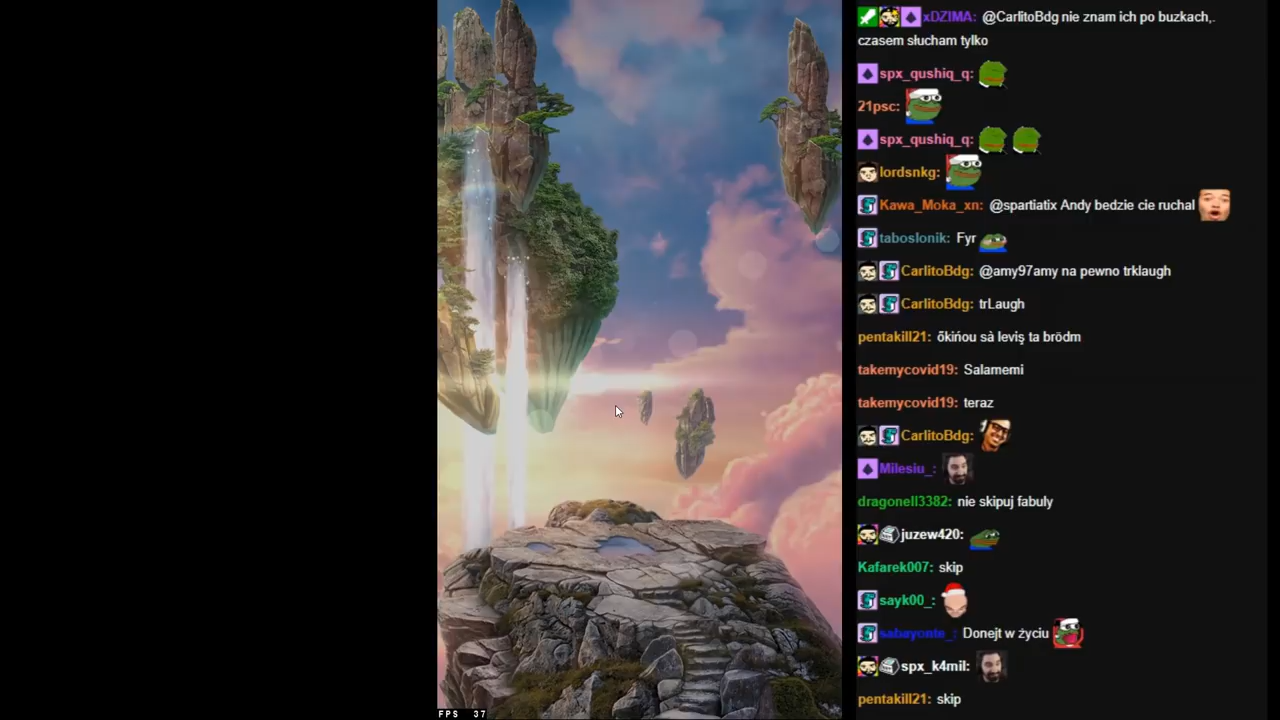 xDZIMA: @CarlitoBdg nie znam ich po buzkach,.
czasem słucham tylko
spx_qushiq_q:
21psc:
spx_qushiq_q:
lordsnkg:
Kawa_Moka_xn: @spartiatix Andy bedzie cie ruchal
taboslonik: Fyr
CarlitoBdg: @amy97amy na pewno trklaugh
CarlitoBdg: trLaugh
pentakill21: őkińou sà leviş ta brödm
takemycovid19: Salamemi
takemycovid19: teraz
CarlitoBdg:
Milesiu_:
dragonell3382: nie skipuj fabuly
juzew420:
Kafarek007: skip
sayk00_:
sabayonte_: Donejt w życiu
spx_k4mil:
pentakill21: skip
FPS 37